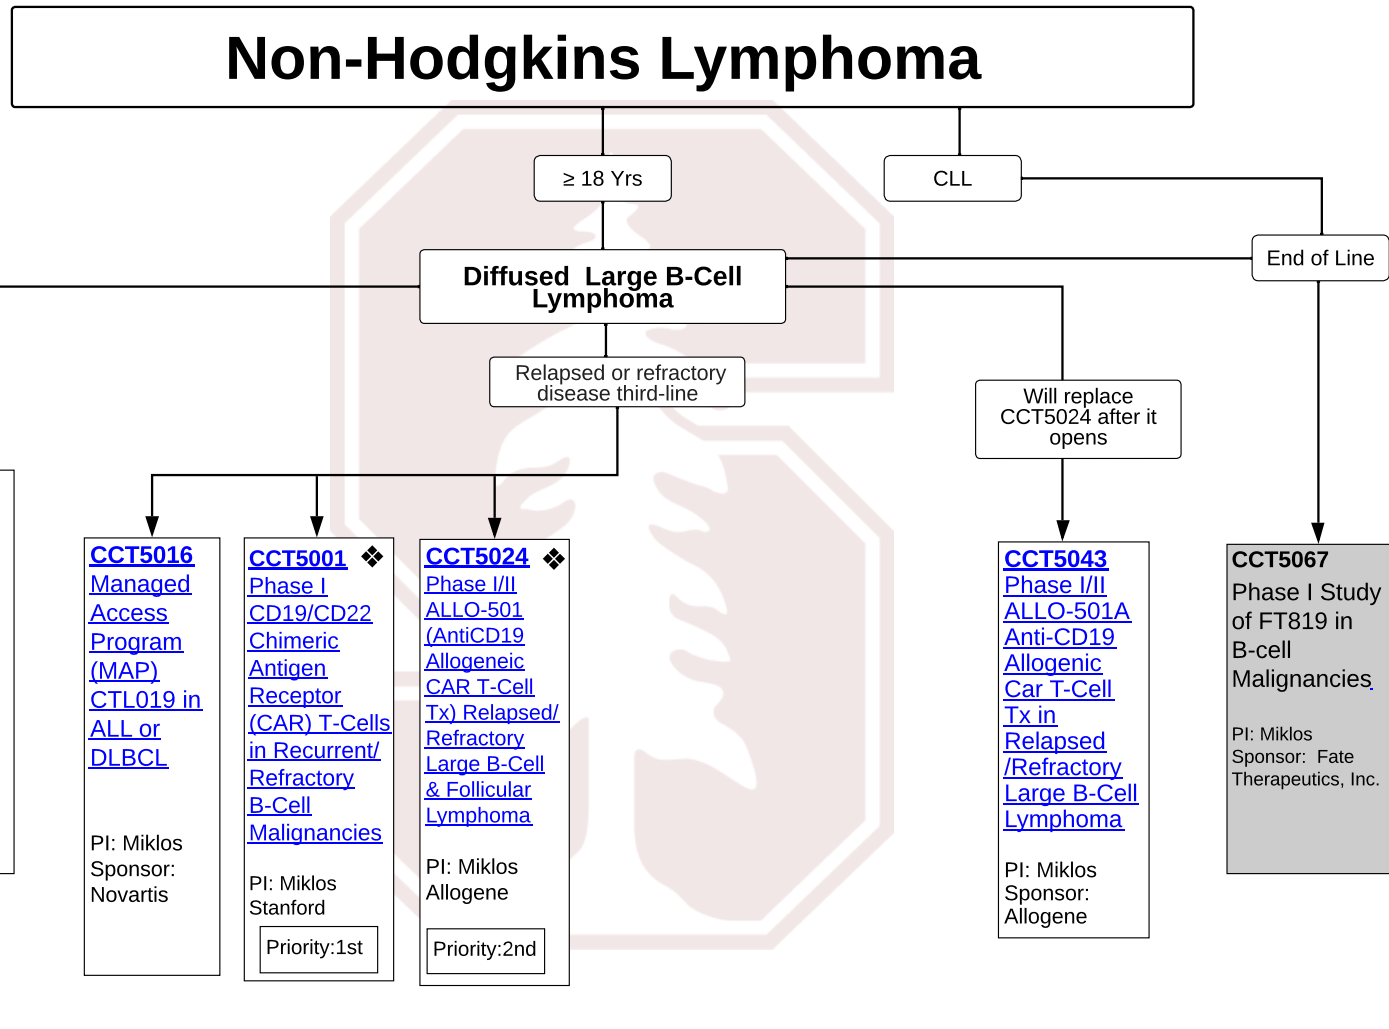 Non-Hodgkins Lymphoma
≥ 18 Yrs
CLL
Diffused  Large B-Cell
Lymphoma
End of Line
Relapsed or refractory
disease third-line
Will replace
CCT5024 after it
opens
CCT5016
Managed
Access
Program
(MAP)
CTL019 in
ALL or
DLBCL
PI: Miklos
Sponsor:
Novartis
CCT5001 ❖
Phase I
CD19/CD22
Chimeric
Antigen
Receptor
(CAR) T-Cells
in Recurrent/
Refractory
B-Cell
Malignancies
PI: Miklos
Stanford
Priority:1st
CCT5024 ❖
Phase I/II
ALLO-501
(AntiCD19
Allogeneic
CAR T-Cell
Tx) Relapsed/
Refractory
Large B-Cell
& Follicular
Lymphoma
PI: Miklos
Allogene
Priority:2nd
CCT5043
Phase I/II
ALLO-501A
Anti-CD19
Allogenic
Car T-Cell
Tx in
Relapsed
/Refractory
Large B-Cell
Lymphoma
PI: Miklos
Sponsor:
Allogene
CCT5067
Phase I Study
of FT819 in
B-cell
Malignancies
PI: Miklos
Sponsor:  Fate
Therapeutics, Inc.